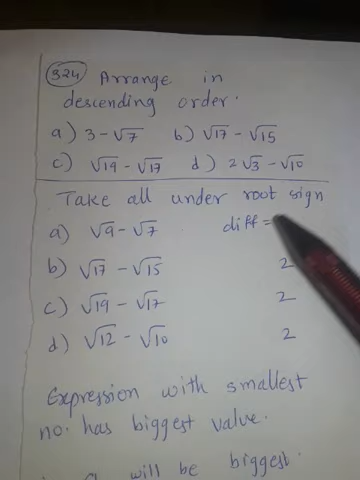 324 Arrange in
descending order.
a) 3-√7 b) √17-√15
c) √19-√17 d) 2√3-√10
Take all under root sign
a) √9-√7 diff =
b) √17-√15 2
c) √19-√17 2
d) √12-√10 2
Expression with smallest
no. has biggest value.
a will be biggest.